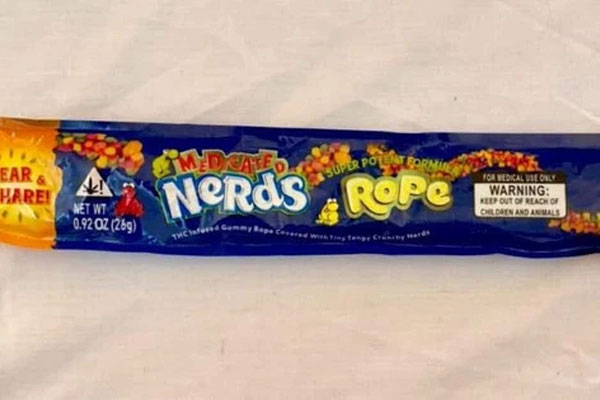 EAR &
HARE!
NET WT
0.92 OZ (26g)
MEDICATED
NeRds
SUPER POTENT FORMULA
RoPe
THC Infused Gummy Rope Covered With Tiny Tangy Crunchy Nerds
FOR MEDICAL USE ONLY
WARNING:
KEEP OUT OF REACH OF
CHILDREN AND ANIMALS